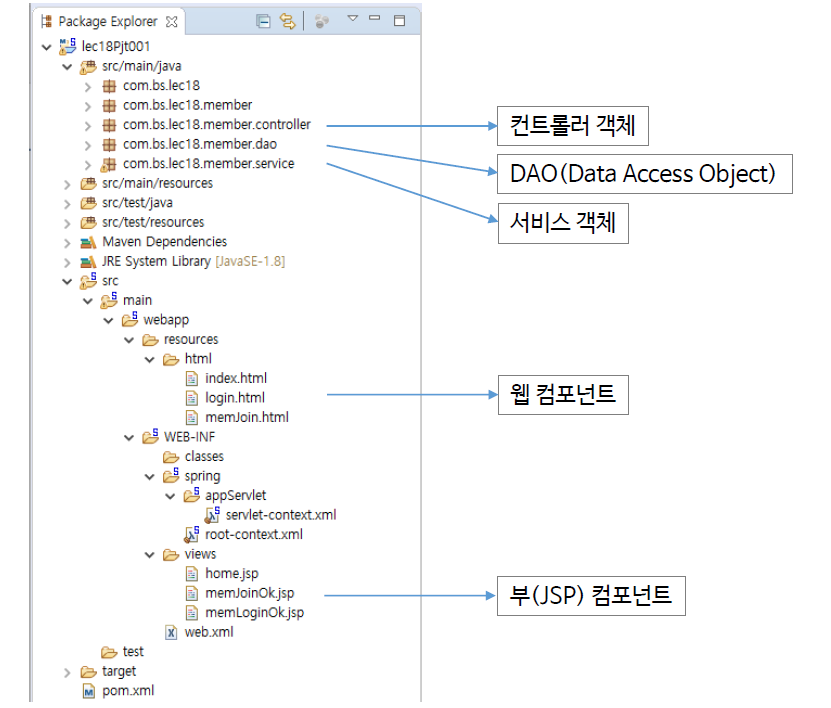 Package Explorer
lec18Pjt001
src/main/java
com.bs.lec18
com.bs.lec18.member
com.bs.lec18.member.controller
com.bs.lec18.member.dao
com.bs.lec18.member.service
src/main/resources
src/test/java
src/test/resources
Maven Dependencies
JRE System Library [JavaSE-1.8]
src
main
webapp
resources
html
index.html
login.html
memJoin.html
WEB-INF
classes
spring
appServlet
servlet-context.xml
root-context.xml
views
home.jsp
memJoinOk.jsp
memLoginOk.jsp
web.xml
test
target
pom.xml
컨트롤러 객체
DAO(Data Access Object)
서비스 객체
웹 컴포넌트
부(JSP) 컴포넌트